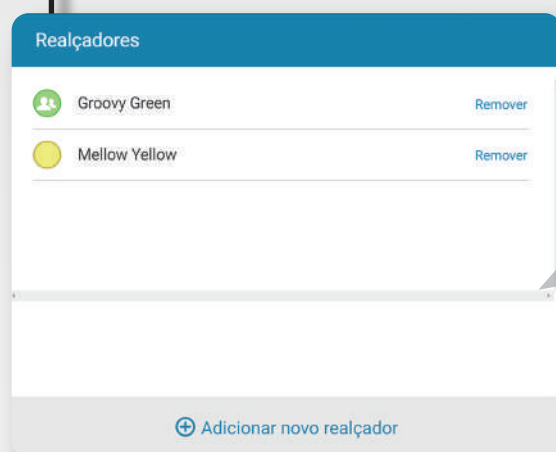 Realçadores
Groovy Green Remover
Mellow Yellow Remover
Adicionar novo realçador